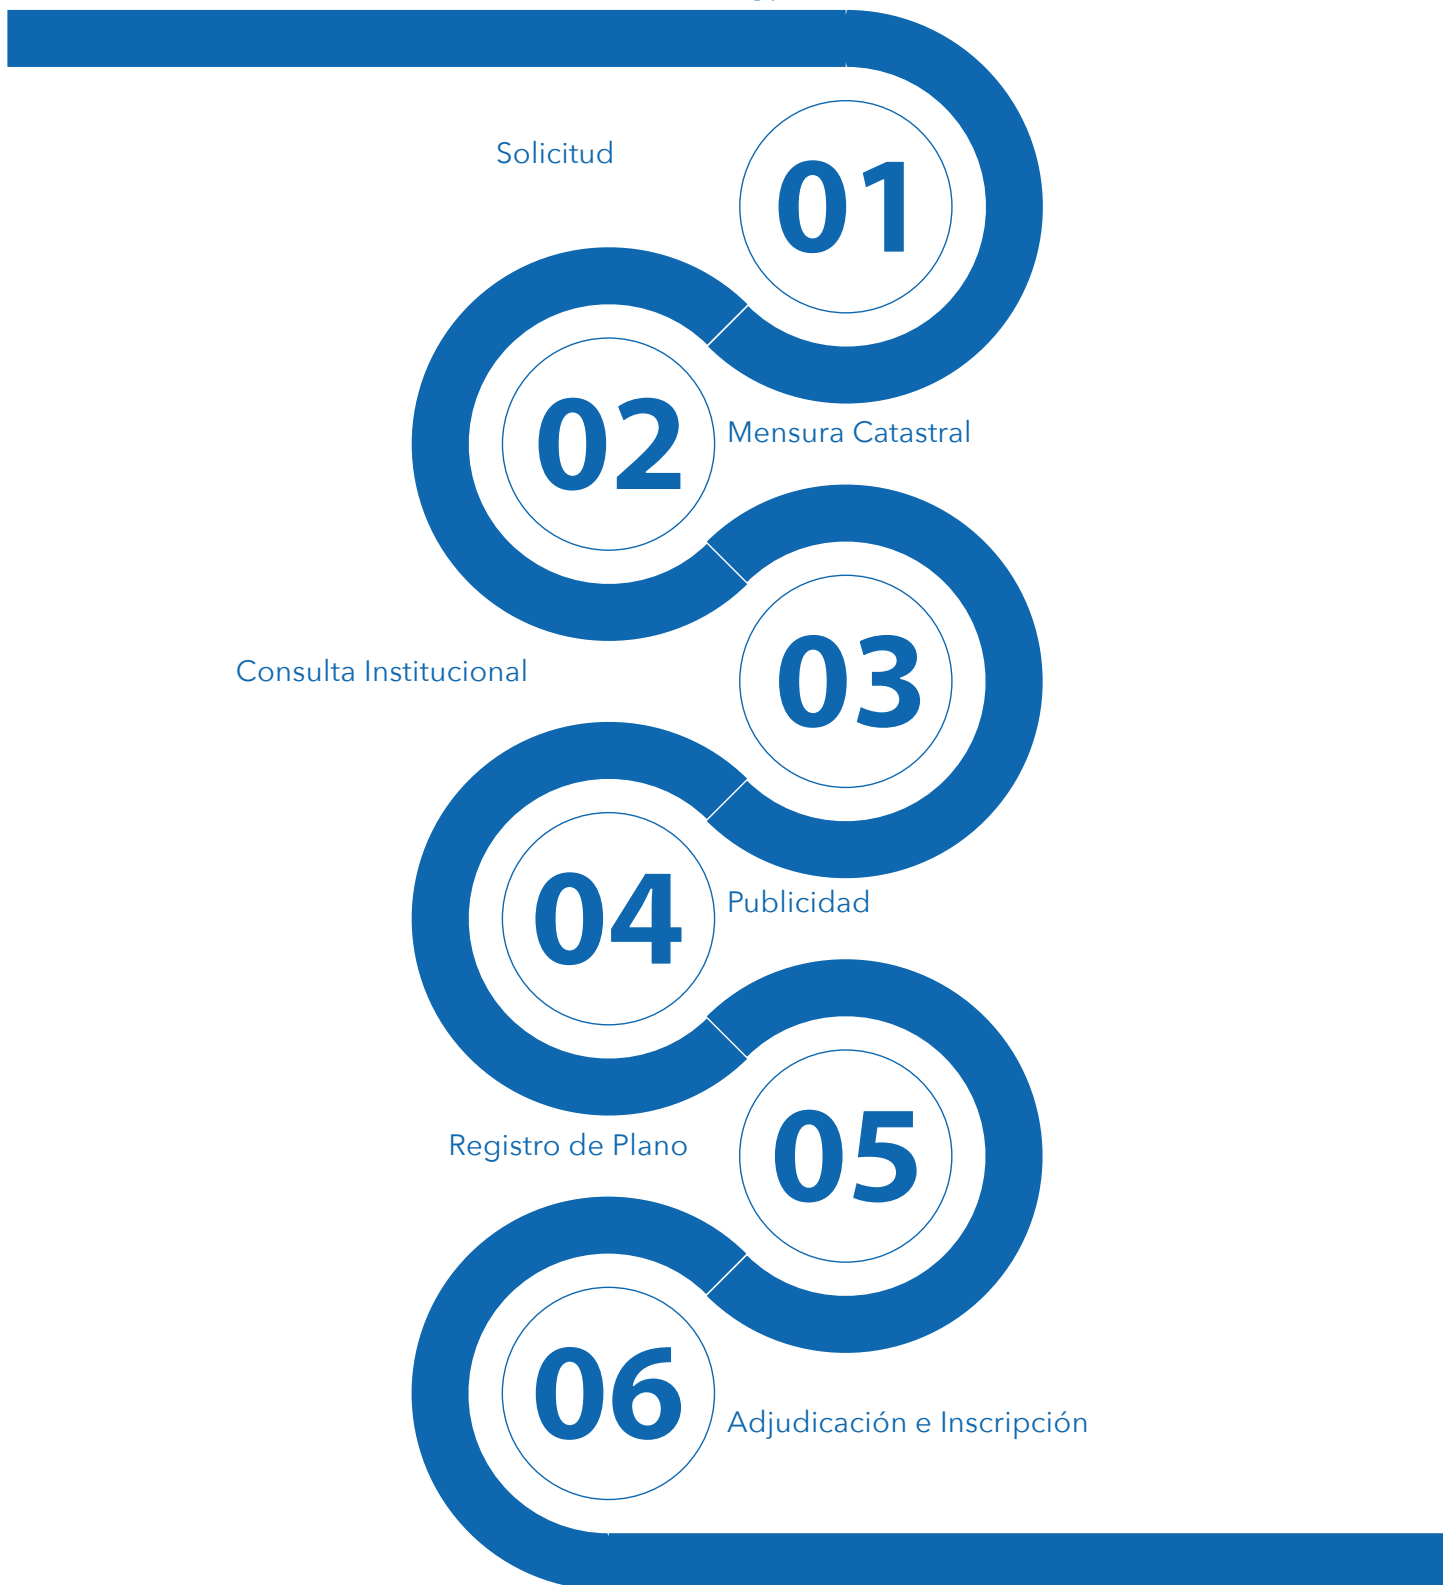 Solicitud
01
02
Mensura Catastral
Consulta Institucional
03
04
Publicidad
Registro de Plano
05
06
Adjudicación e Inscripción